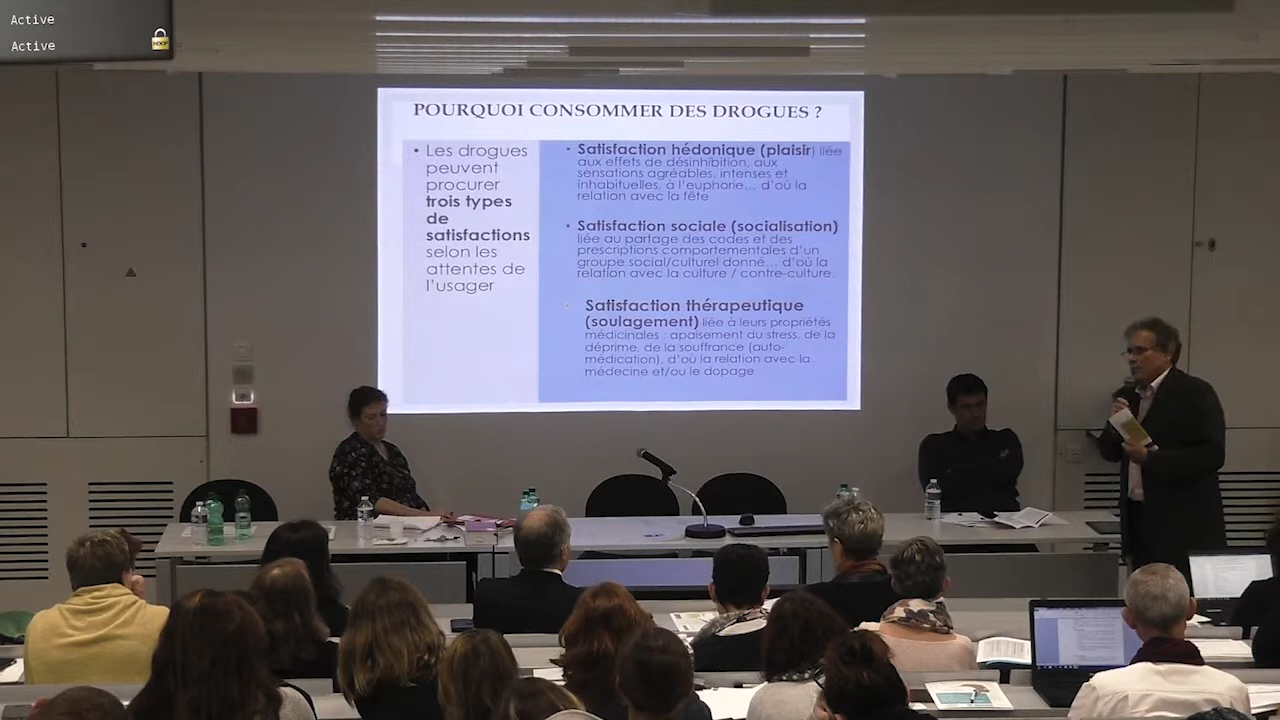 Active
Active
HDCP
POURQUOI CONSOMMER DES DROGUES ?
• Les drogues
peuvent
procurer
trois types
de
satisfactions
selon les
attentes de
l'usager
• Satisfaction hédonique (plaisir) liée
aux effets de désinhibition, aux
sensations agréables, intenses et
inhabituelles, à l'euphorie… d'où la
relation avec la fête
• Satisfaction sociale (socialisation)
liée au partage des codes et des
prescriptions comportementales d'un
groupe social/culturel donné… d'où la
relation avec la culture / contre-culture.
Satisfaction thérapeutique
(soulagement) liée à leurs propriétés
médicinales : apaisement du stress, de la
déprime, de la souffrance (auto-
médication), d'où la relation avec la
médecine et/ou le dopage